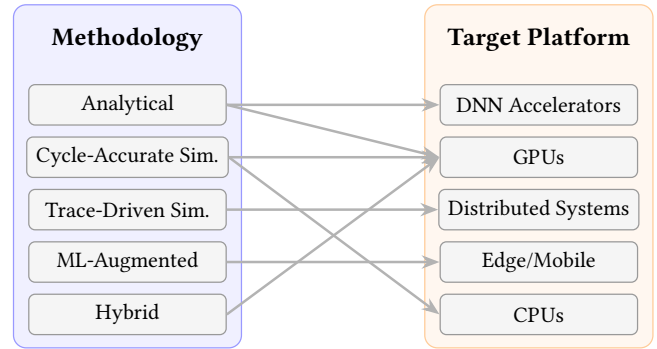 Methodology
Analytical
Cycle-Accurate Sim.
Trace-Driven Sim.
ML-Augmented
Hybrid
Target Platform
DNN Accelerators
GPUs
Distributed Systems
Edge/Mobile
CPUs